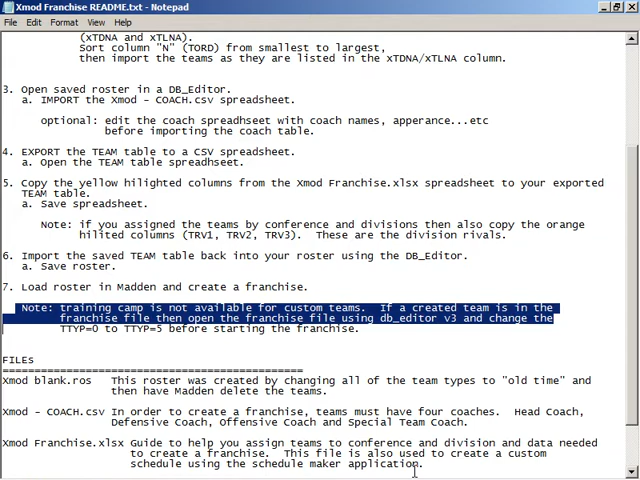 Xmod Franchise README.txt - Notepad
File Edit Format View Help
(xTDNA and xTLNA).
Sort column "N" (TORD) from smallest to largest,
then import the teams as they are listed in the xTDNA/xTLNA column.
3. Open saved roster in a DB_Editor.
a. IMPORT the Xmod - COACH.csv spreadsheet.
optional: edit the coach spreadhseet with coach names, apperance...etc
before importing the coach table.
4. EXPORT the TEAM table to a CSV spreadsheet.
a. Open the TEAM table spreadhseet.
5. Copy the yellow hilighted columns from the Xmod Franchise.xlsx spreadsheet to your exported
TEAM table.
a. Save spreadsheet.
Note: if you assigned the teams by conference and divisions then also copy the orange
hilited columns (TRV1, TRV2, TRV3). These are the division rivals.
6. Import the saved TEAM table back into your roster using the DB_Editor.
a. Save roster.
7. Load roster in Madden and create a franchise.
Note: training camp is not available for custom teams. If a created team is in the
franchise file then open the franchise file using db_editor v3 and change the
TTYP=0 to TTYP=5 before starting the franchise.
FILES
==============================================
Xmod blank.ros This roster was created by changing all of the team types to "old time" and
then have Madden delete the teams.
Xmod - COACH.csv In order to create a franchise, teams must have four coaches. Head Coach,
Defensive Coach, Offensive Coach and Special Team Coach.
Xmod Franchise.xlsx Guide to help you assign teams to conference and division and data needed
to create a franchise. This file is also used to create a custom
schedule using the schedule maker application.